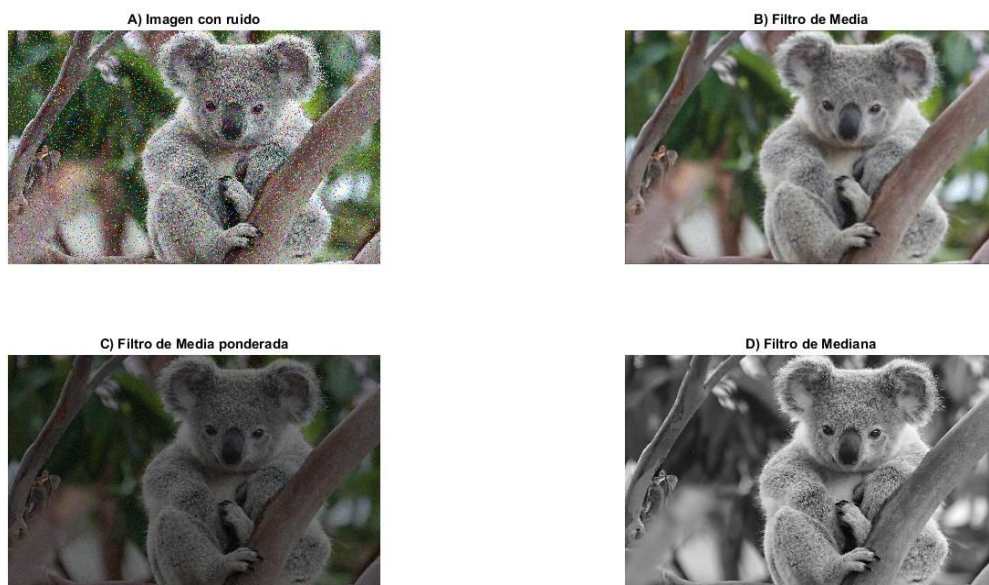 A) Imagen con ruido
B) Filtro de Media
C) Filtro de Media ponderada
D) Filtro de Mediana